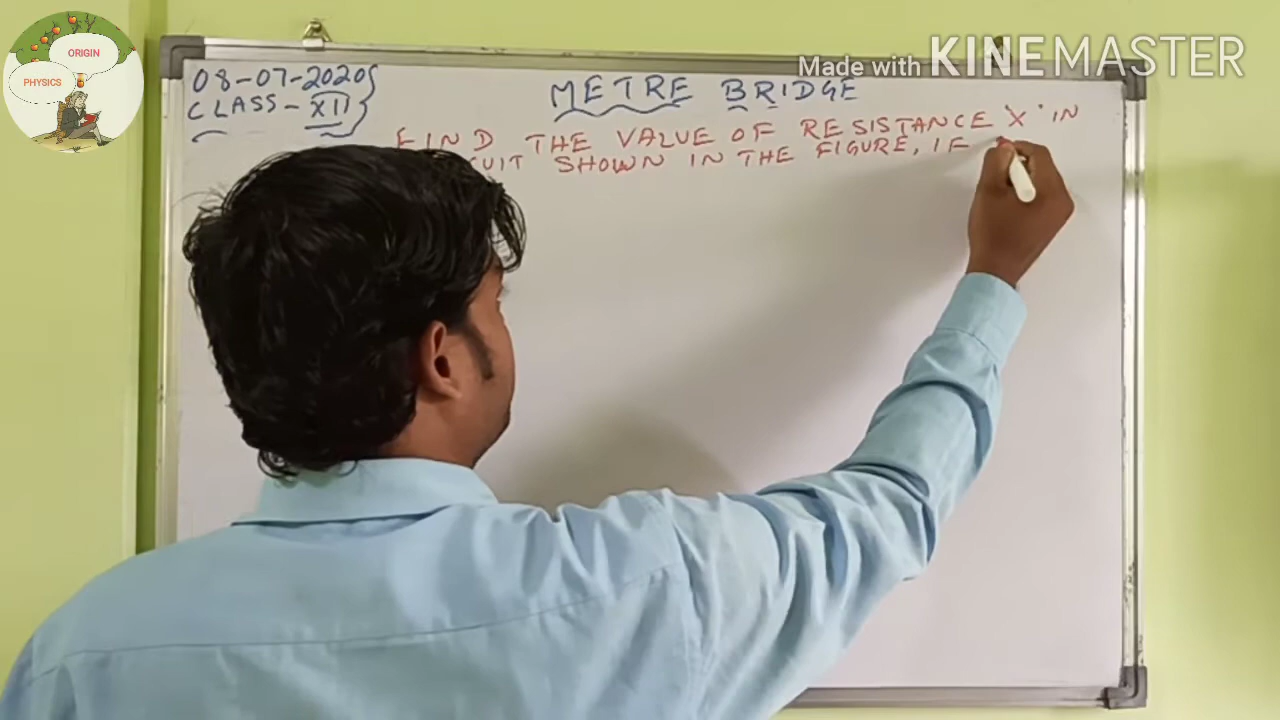 ORIGIN
PHYSICS
Made with KINEMASTER
08-07-2020
CLASS-XII
METRE BRIDGE
FIND THE VALUE OF RESISTANCE 'X' IN
CUIT SHOWN IN THE FIGURE, IF